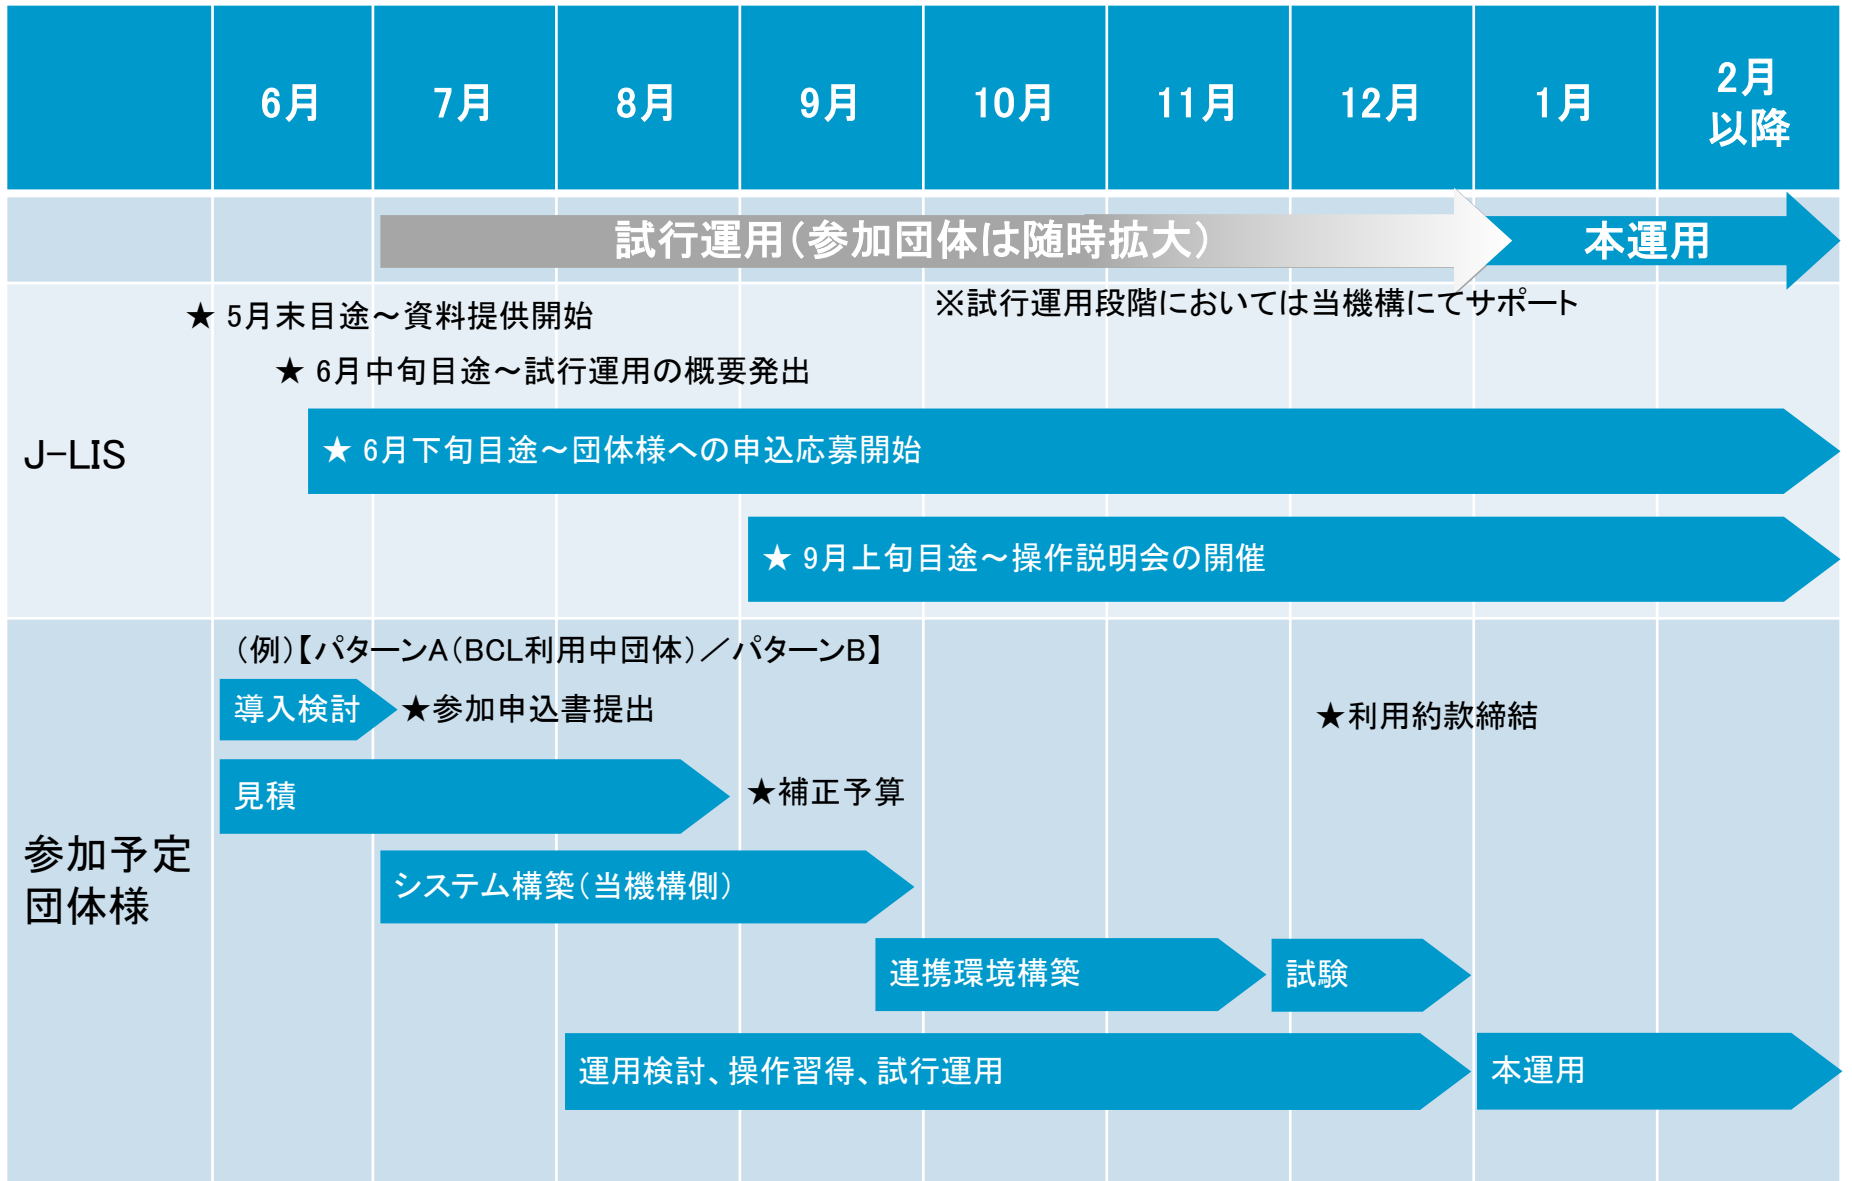 6月
7月
8月
9月
10月
11月
12月
1月
2月
以降
試行運用（参加団体は随時拡大）
本運用
J-LIS
★ 5月末目途～資料提供開始
※試行運用段階においては当機構にてサポート
★ 6月中旬目途～試行運用の概要発出
★ 6月下旬目途～団体様への申込応募開始
★ 9月上旬目途～操作説明会の開催
参加予定
団体様
（例）【パターンA（BCL利用中団体）／パターンB】
導入検討
★参加申込書提出
★利用約款締結
見積
★補正予算
システム構築（当機構側）
連携環境構築
試験
運用検討、操作習得、試行運用
本運用